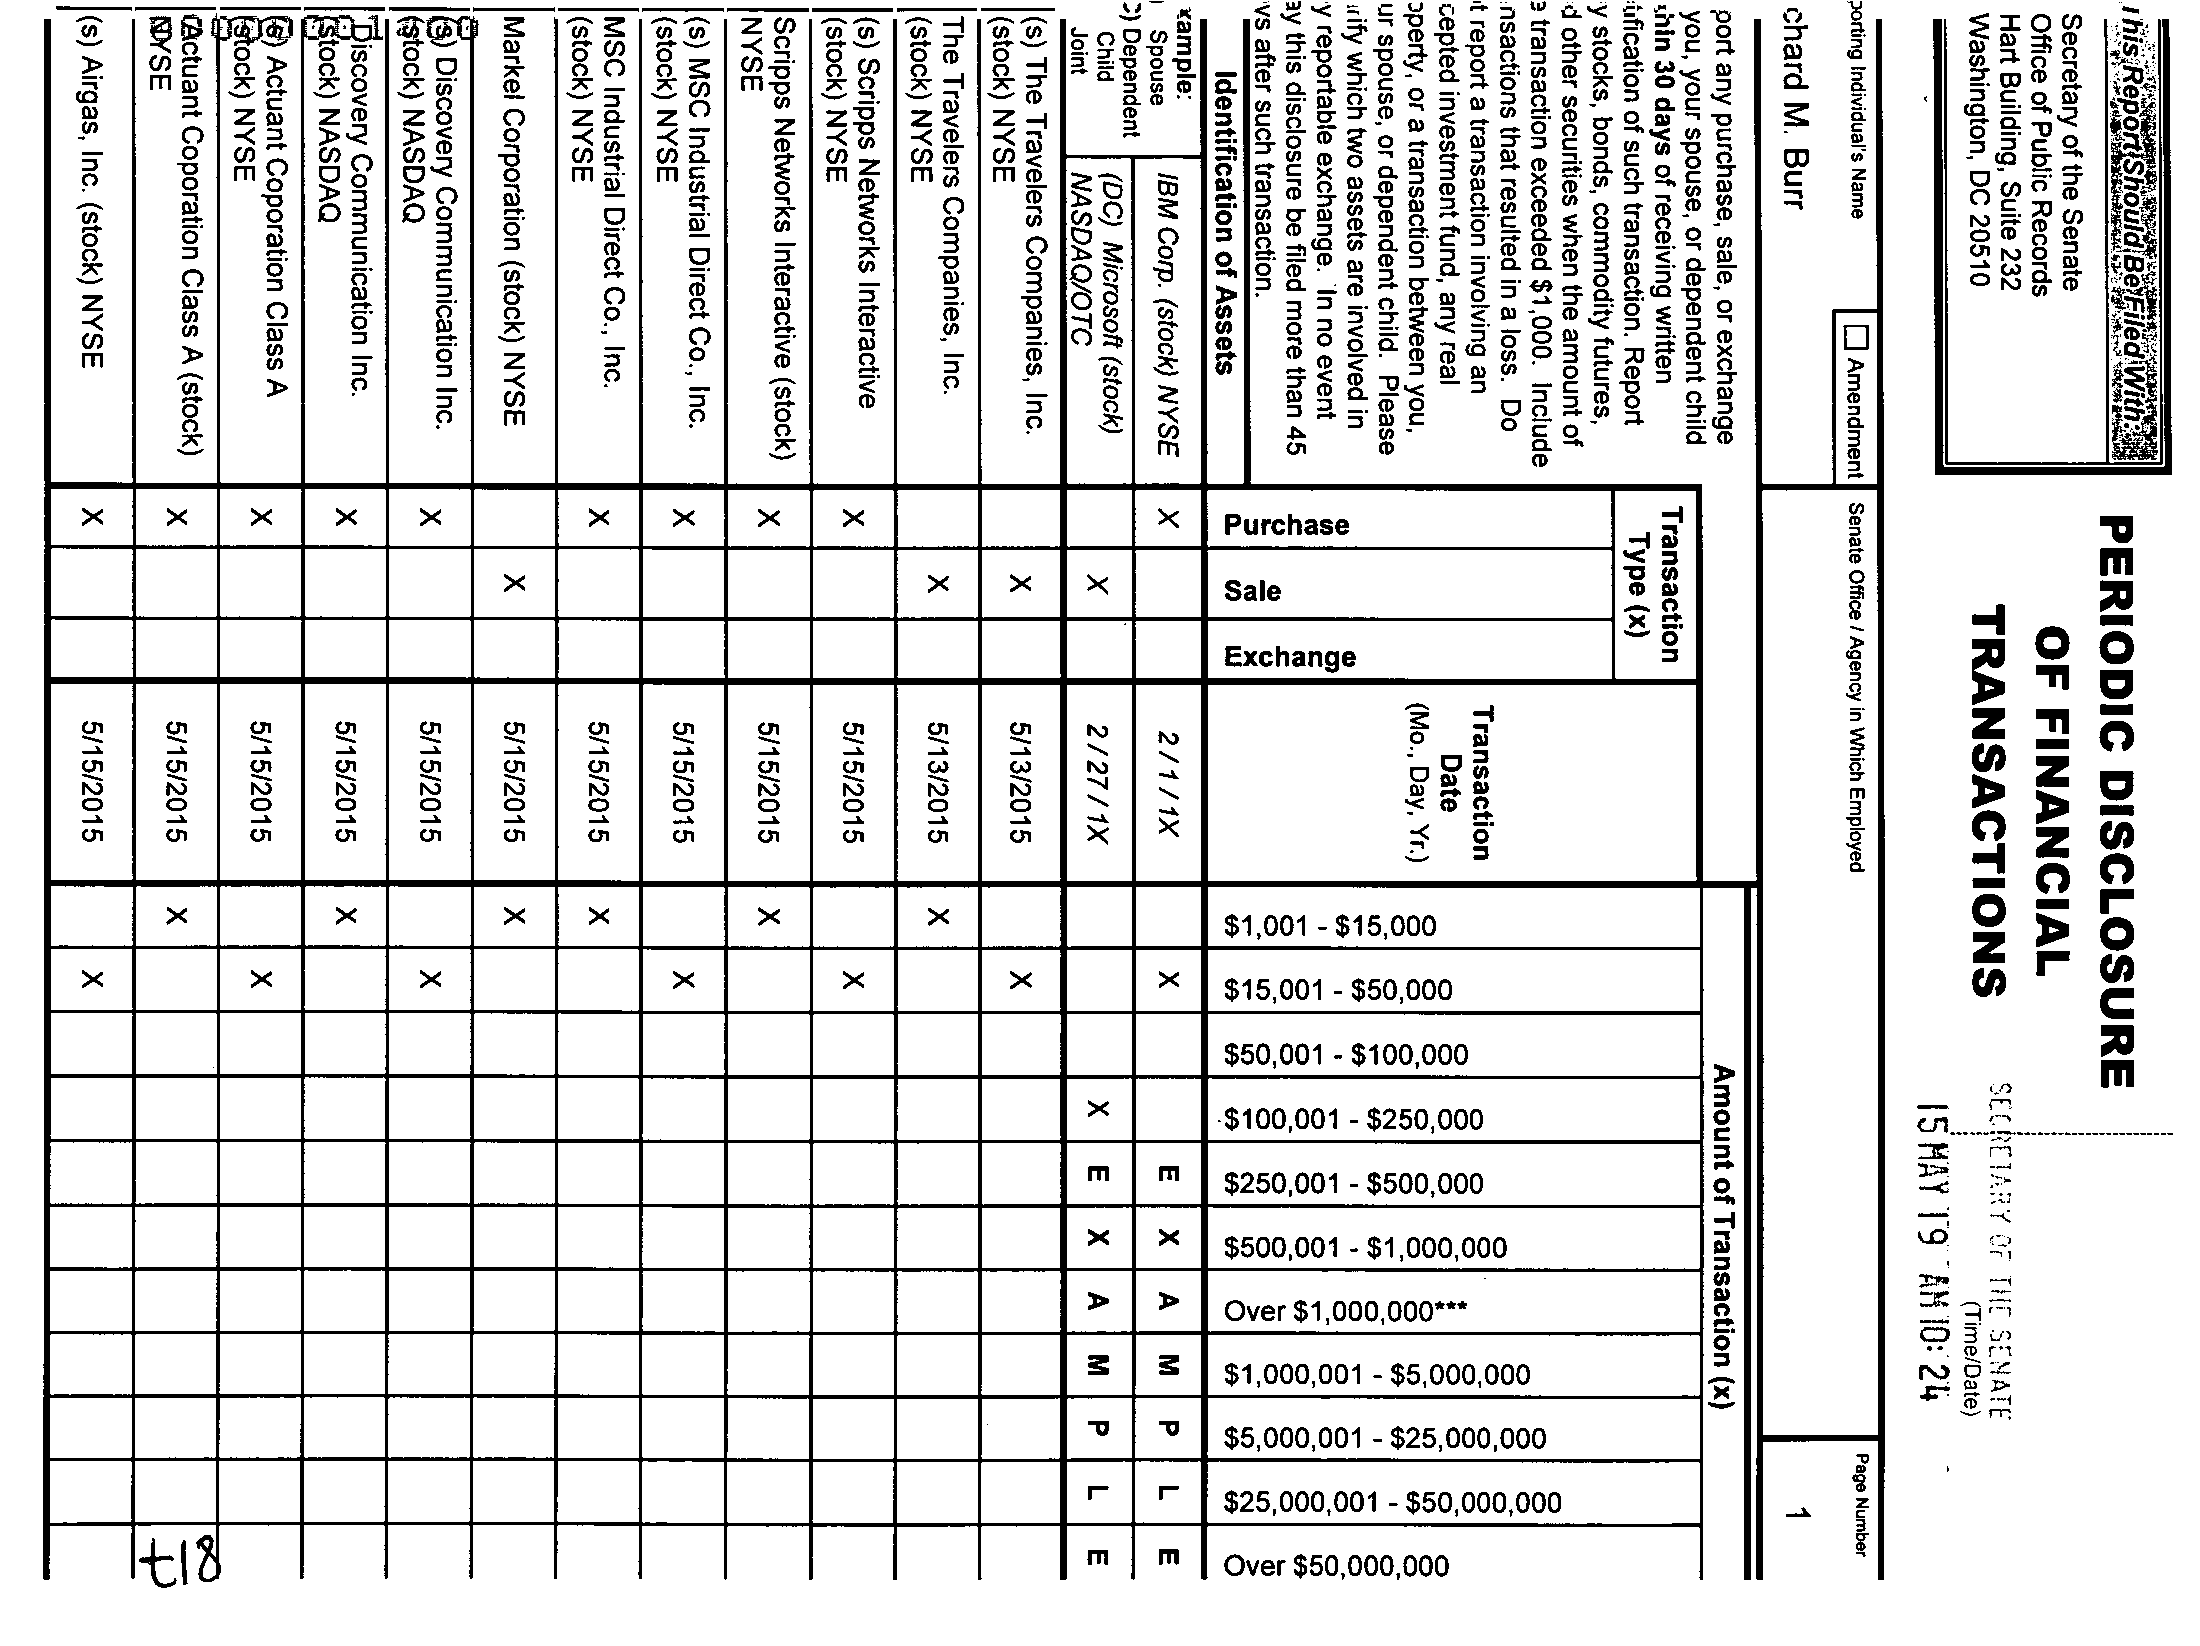 This Report Should Be Filed With:
Secretary of the Senate
Office of Public Records
Hart Building, Suite 232
Washington, DC 20510
PERIODIC DISCLOSURE
OF FINANCIAL
TRANSACTIONS
SECRETARY OF THE SENATE
(Time/Date)
15 MAY 19 AM 10: 24
porting Individual's Name
Amendment
Senate Office / Agency in Which Employed
Page Number
chard M. Burr
1
port any purchase, sale, or exchange
you, your spouse, or dependent child
thin 30 days of receiving written
tification of such transaction. Report
y stocks, bonds, commodity futures,
d other securities when the amount of
e transaction exceeded $1,000. Include
nsactions that resulted in a loss. Do
t report a transaction involving an
cepted investment fund, any real
operty, or a transaction between you,
ur spouse, or dependent child. Please
rify which two assets are involved in
y reportable exchange. In no event
ay this disclosure be filed more than 45
ys after such transaction.
Identification of Assets
Transaction
Type (x)
Purchase
Sale
Exchange
Transaction
Date
(Mo., Day, Yr.)
Amount of Transaction (x)
$1,001 - $15,000
$15,001 - $50,000
$50,001 - $100,000
$100,001 - $250,000
$250,001 - $500,000
$500,001 - $1,000,000
Over $1,000,000***
$1,000,001 - $5,000,000
$5,000,001 - $25,000,000
$25,000,001 - $50,000,000
Over $50,000,000
xample:
) Spouse
C) Dependent
Child
Joint
IBM Corp. (stock) NYSE X 2 / 1 / 1X X E X A M P L E
(DC) Microsoft (stock)
NASDAQ/OTC X 2 / 27 / 1X X E X A M P L E
(s) The Travelers Companies, Inc.
(stock) NYSE X 5/13/2015 X
The Travelers Companies, Inc.
(stock) NYSE X 5/13/2015 X
(s) Scripps Networks Interactive
(stock) NYSE X 5/15/2015 X
Scripps Networks Interactive (stock)
NYSE X 5/15/2015 X
(s) MSC Industrial Direct Co., Inc.
(stock) NYSE X 5/15/2015 X
MSC Industrial Direct Co., Inc.
(stock) NYSE X 5/15/2015 X
Markel Corporation (stock) NYSE X 5/15/2015 X
(s) Discovery Communication Inc.
(stock) NASDAQ X 5/15/2015 X
Discovery Communication Inc.
(stock) NASDAQ X 5/15/2015 X
(s) Actuant Coporation Class A
(stock) NYSE X 5/15/2015 X
Actuant Coporation Class A (stock)
NYSE X 5/15/2015 X
(s) Airgas, Inc. (stock) NYSE X 5/15/2015 X